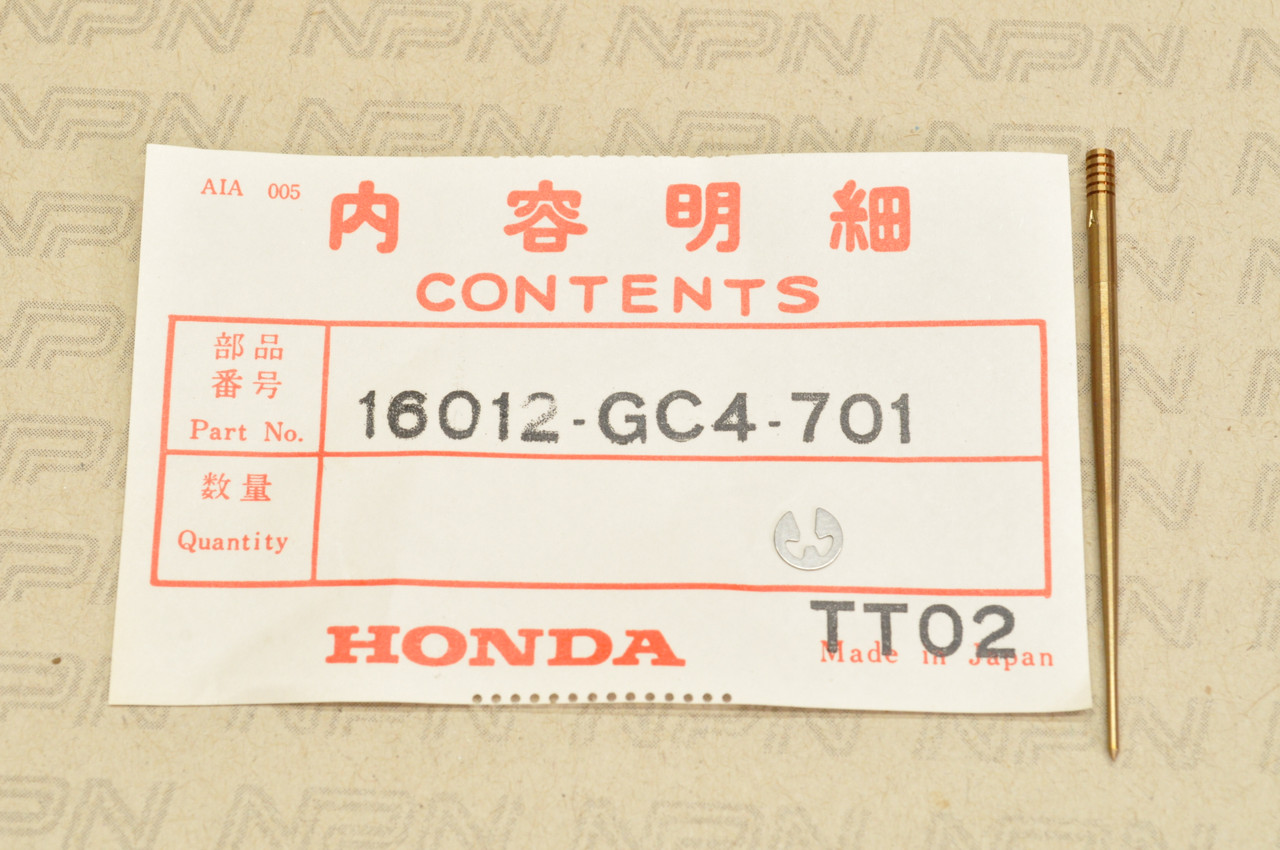 AIA 005
内容明細
CONTENTS
部品
番号
Part No.
16012-GC4-701
数量
Quantity
TT02
HONDA
Made in Japan
NPN